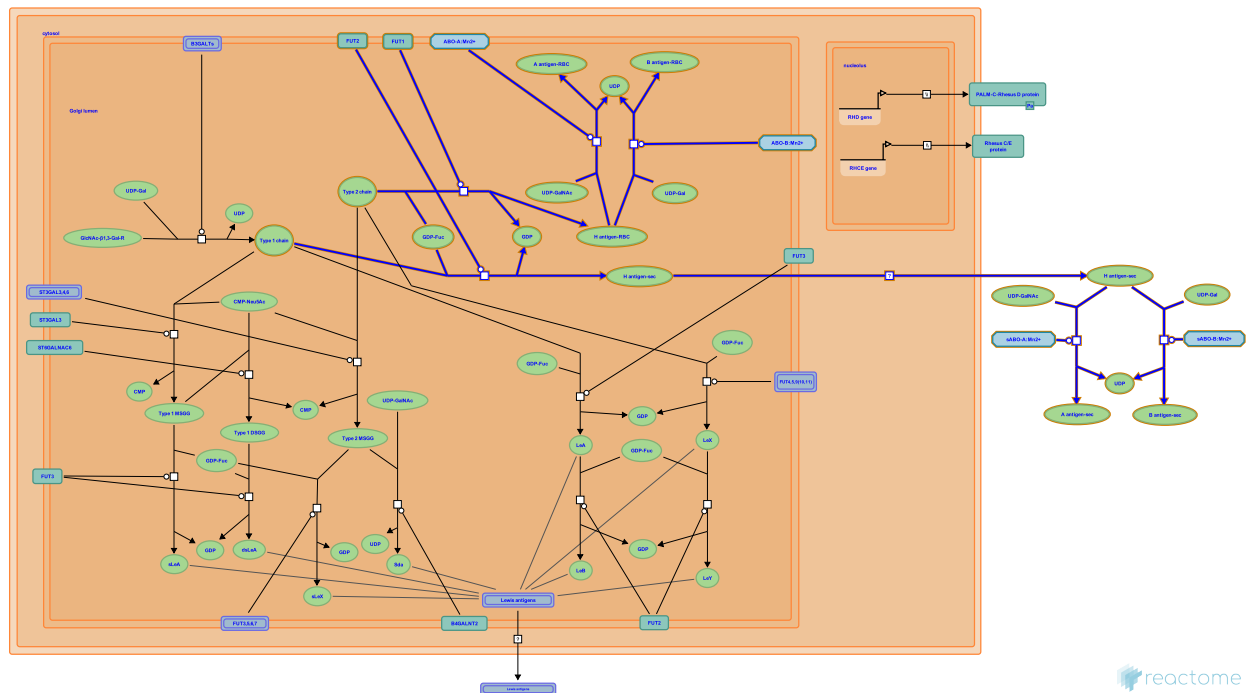 cytosol
B3GALTs
FUT2
FUT1
ABO-A:Mn2+
A antigen-RBC
B antigen-RBC
UDP
nucleolus
RHD gene
PALM-C-Rhesus D protein
Golgi lumen
ABO-B:Mn2+
RHCE gene
Rhesus C/E
protein
UDP-Gal
Type 2 chain
UDP-GalNAc
UDP-Gal
UDP
GlcNAc-β1,3-Gal-R
Type 1 chain
GDP-Fuc
GDP
H antigen-RBC
FUT3
H antigen-sec
?
H antigen-sec
ST3GAL3,4,6
CMP-Neu5Ac
UDP-GalNAc
UDP-Gal
ST3GAL3
sABO-A:Mn2+
sABO-B:Mn2+
ST6GALNAC6
GDP-Fuc
GDP-Fuc
FUT4,5,9(10,11)
UDP
CMP
UDP-GalNAc
CMP
Type 1 MSGG
GDP
A antigen-sec
B antigen-sec
Type 1 DSGG
Type 2 MSGG
LeA
LeX
GDP-Fuc
GDP-Fuc
FUT3
GDP
dsLeA
GDP
UDP
GDP
sLeA
Sda
LeB
LeY
sLeX
Lewis antigens
FUT3,5,6,7
B4GALNT2
FUT2
?
Lewis antigens
reactome